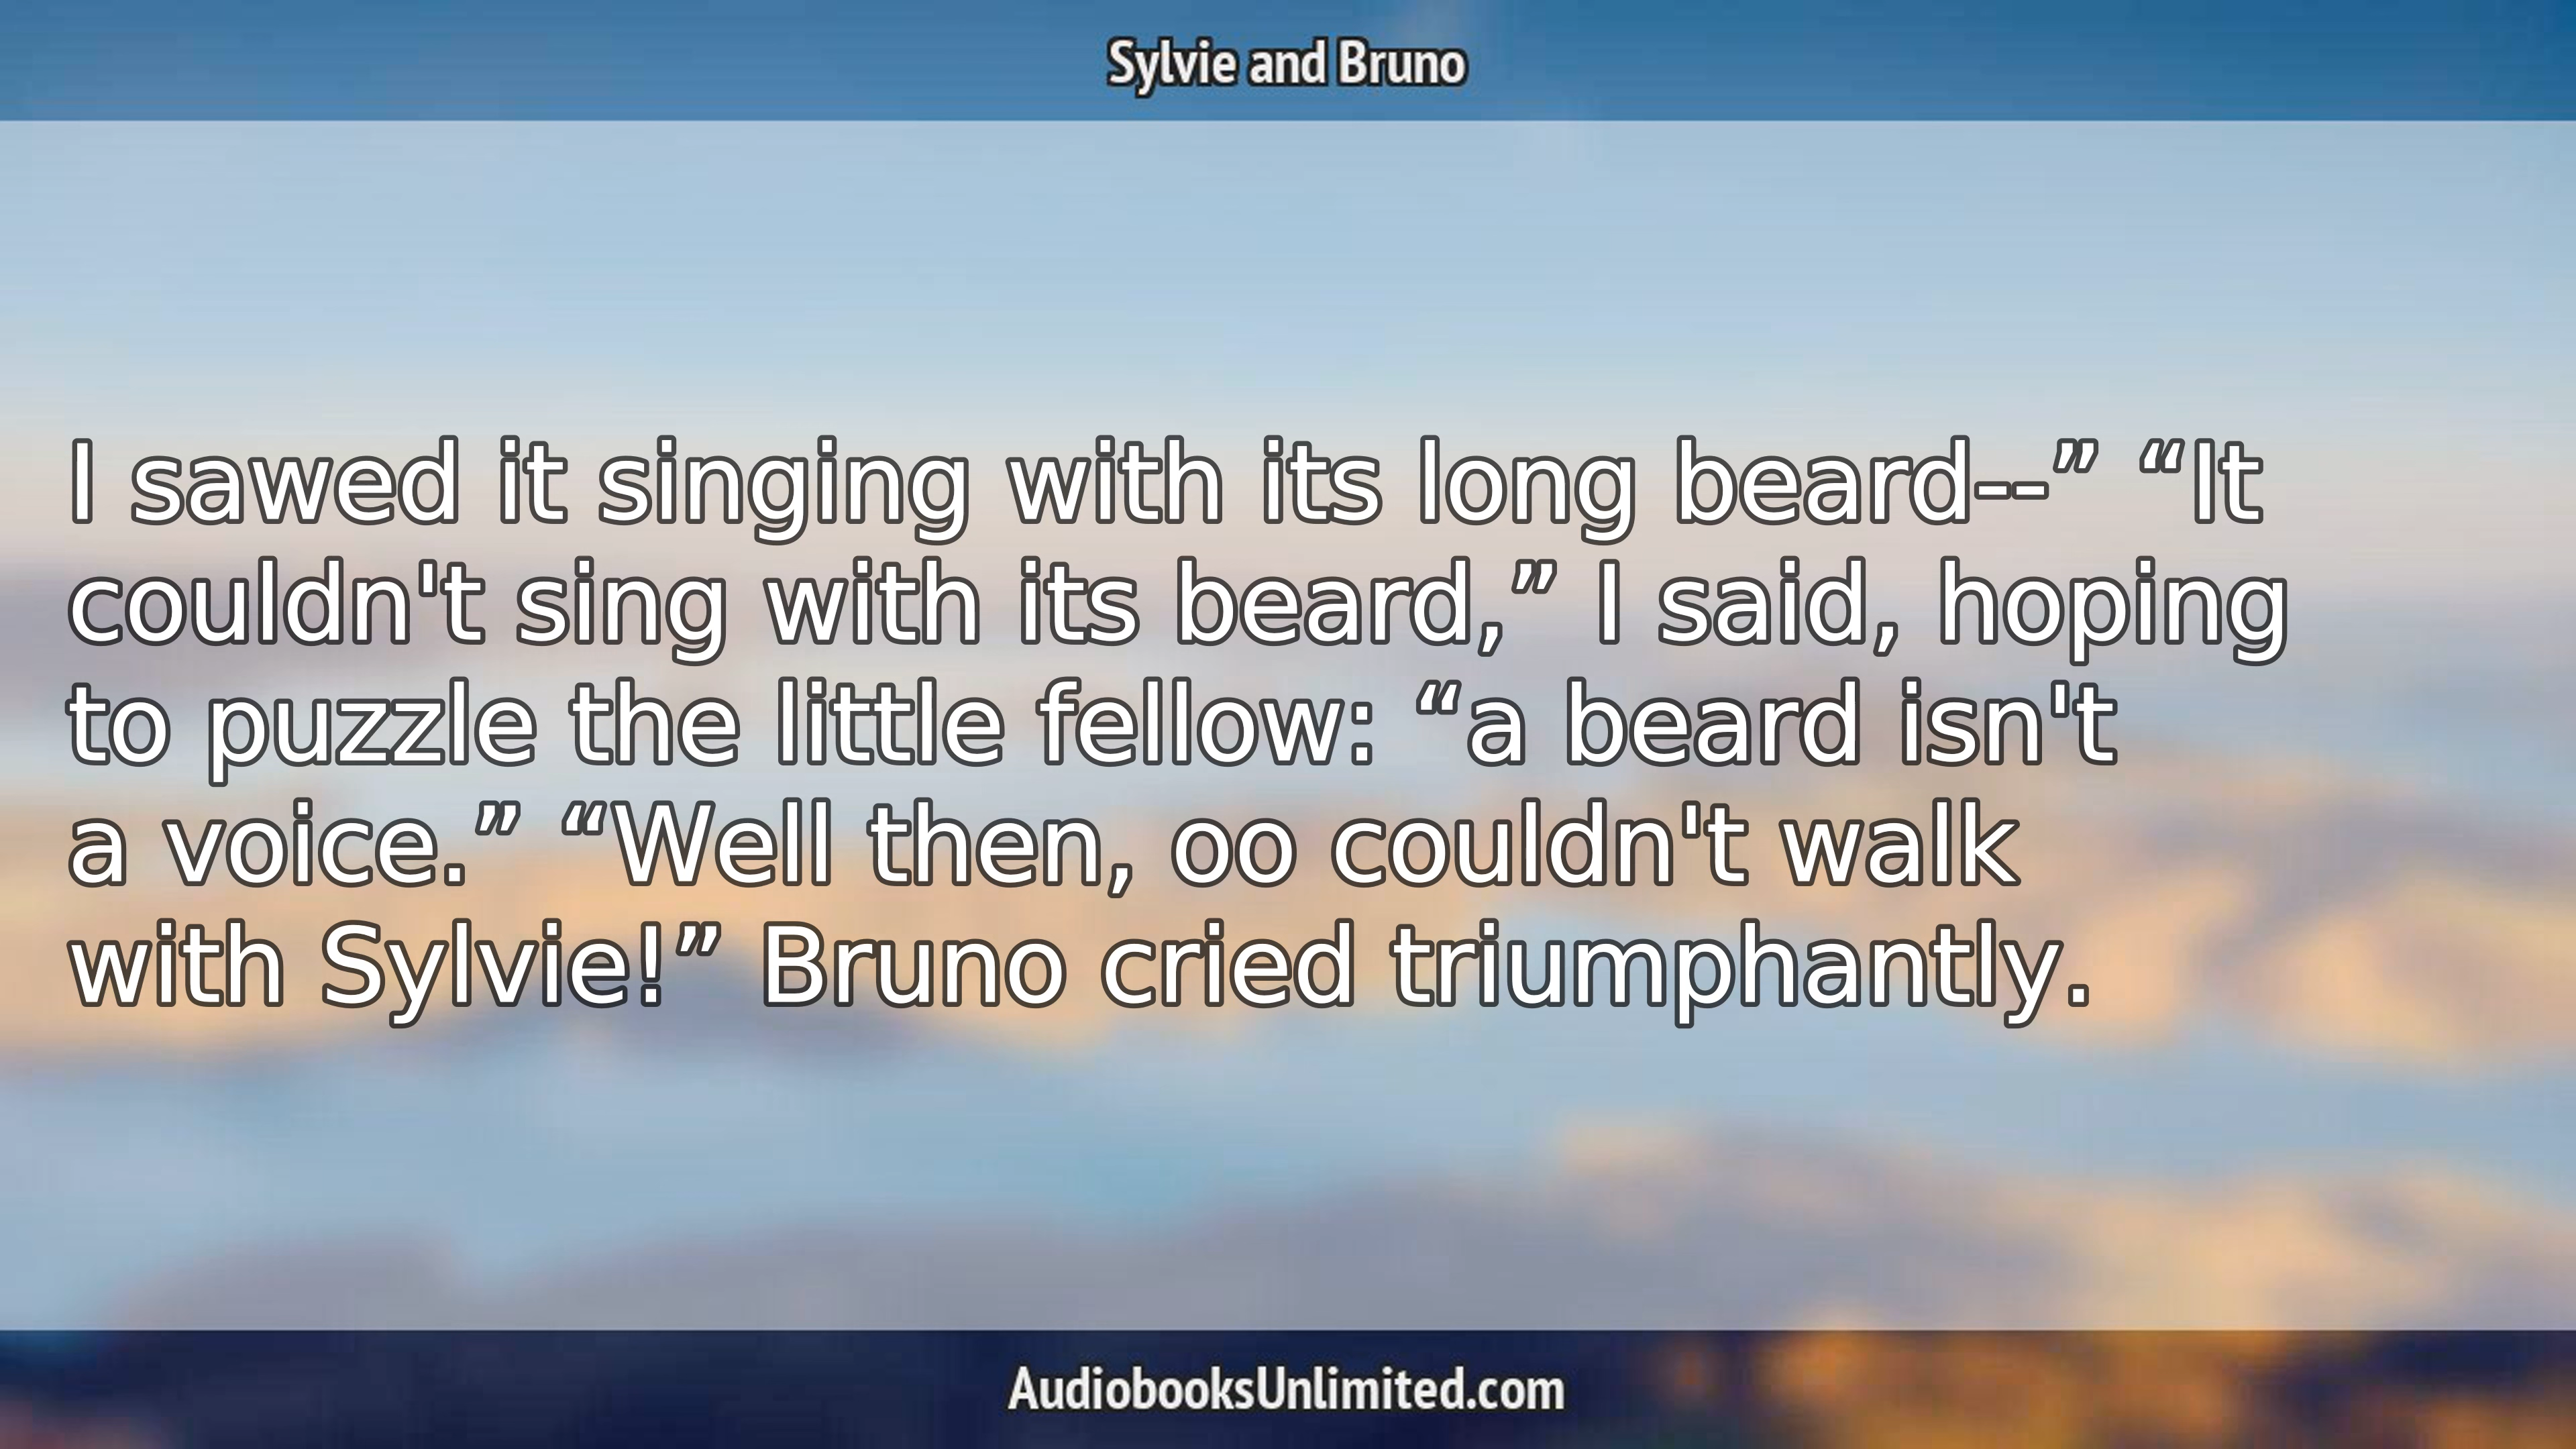 Sylvie and Bruno
I sawed it singing with its long beard--” “It
couldn't sing with its beard,” I said, hoping
to puzzle the little fellow: “a beard isn't
a voice.” “Well then, oo couldn't walk
with Sylvie!” Bruno cried triumphantly.
AudiobooksUnlimited.com